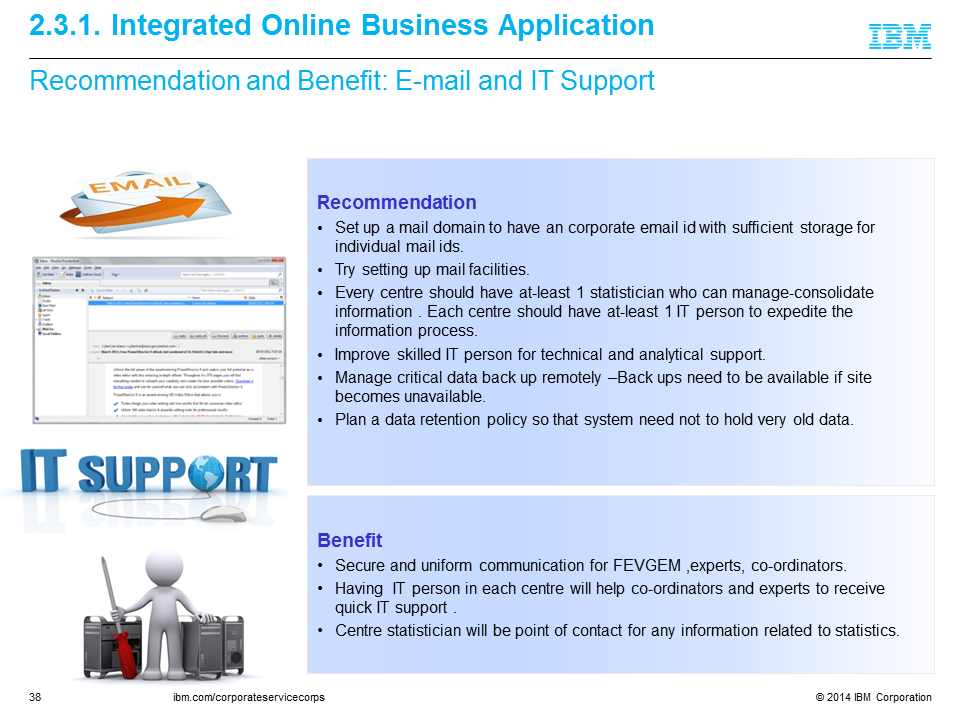 2.3.1. Integrated Online Business Application
IBM
Recommendation and Benefit: E-mail and IT Support
EMAIL
IT SUPPORT
Recommendation
• Set up a mail domain to have an corporate email id with sufficient storage for
individual mail ids.
• Try setting up mail facilities.
• Every centre should have at-least 1 statistician who can manage-consolidate
information . Each centre should have at-least 1 IT person to expedite the
information process.
• Improve skilled IT person for technical and analytical support.
• Manage critical data back up remotely –Back ups need to be available if site
becomes unavailable.
• Plan a data retention policy so that system need not to hold very old data.
Benefit
• Secure and uniform communication for FEVGEM ,experts, co-ordinators.
• Having IT person in each centre will help co-ordinators and experts to receive
quick IT support .
• Centre statistician will be point of contact for any information related to statistics.
38
ibm.com/corporateservicecorps
© 2014 IBM Corporation